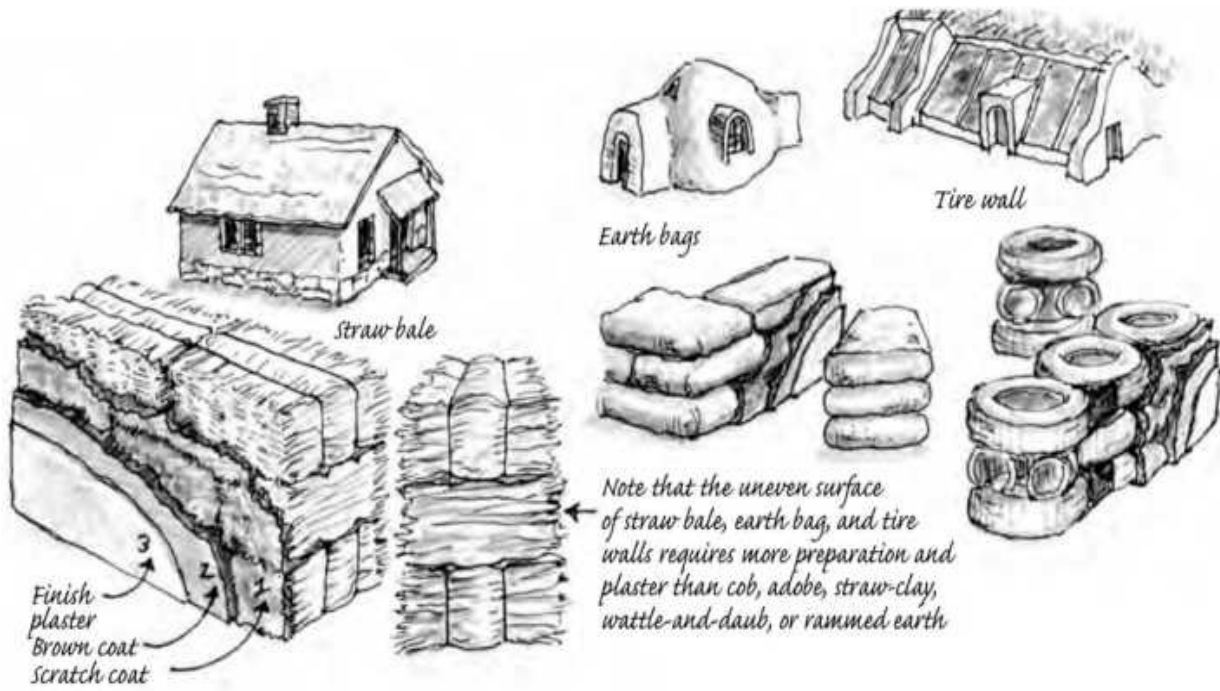 Straw bale
Earth bags
Tire wall
3
2
1
Finish
plaster
Brown coat
Scratch coat
Note that the uneven surface
of straw bale, earth bag, and tire
walls requires more preparation and
plaster than cob, adobe, straw-clay,
wattle-and-daub, or rammed earth